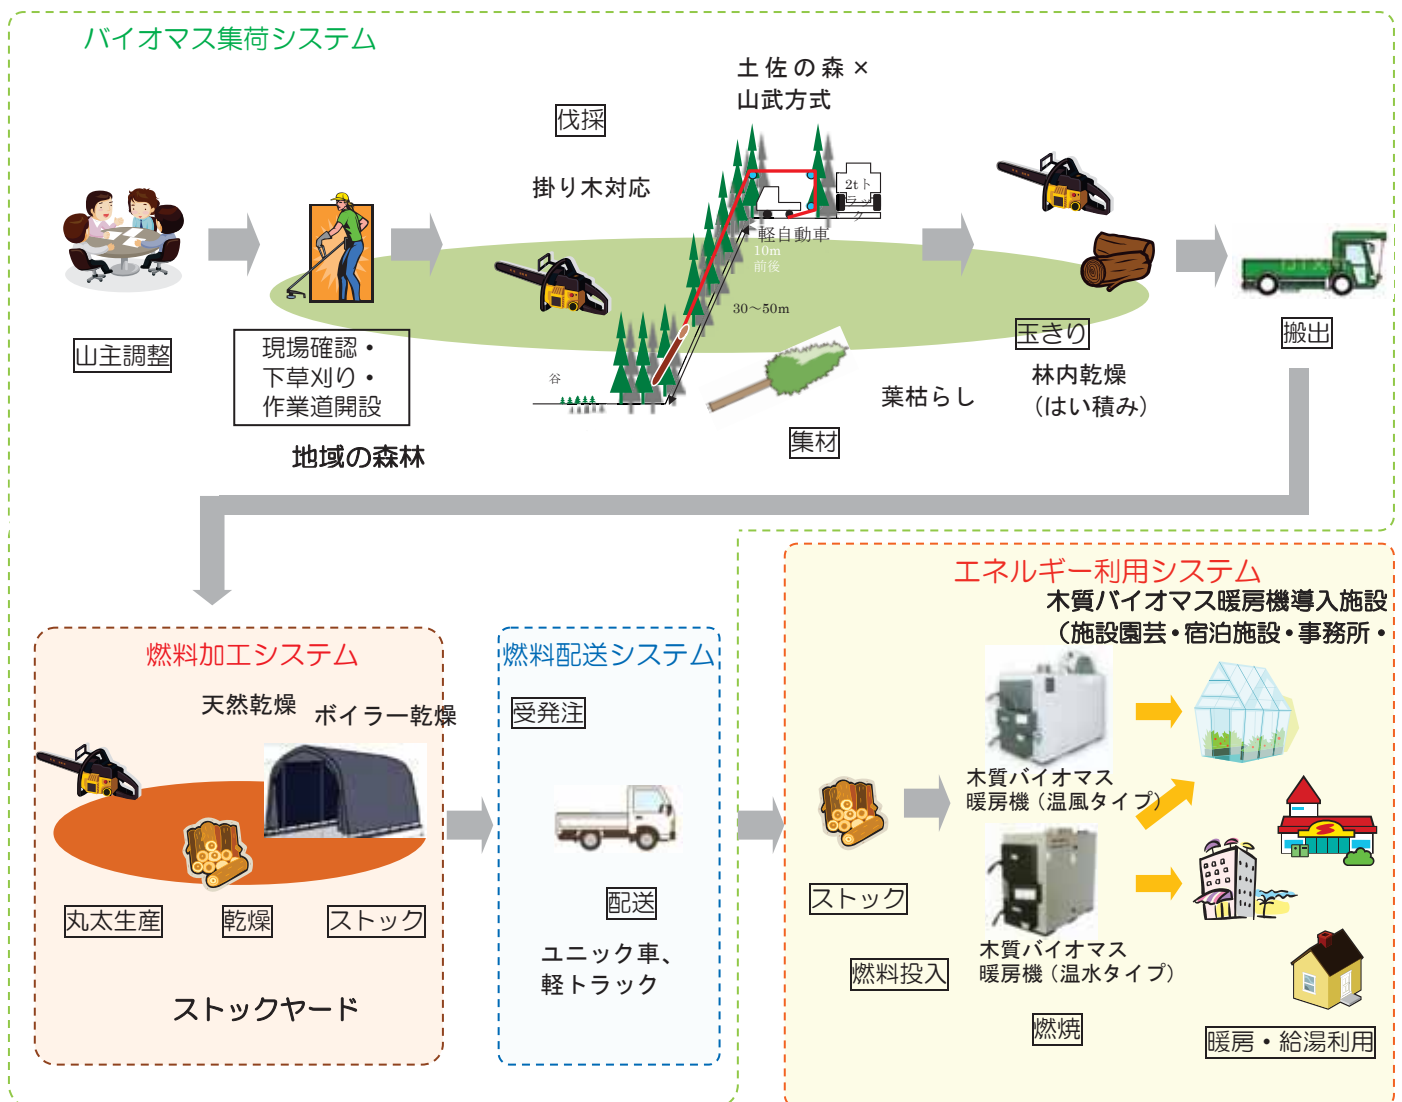 バイオマス集荷システム
土佐の森×
山武方式
伐採
掛り木対応
2tト
ラッ
ク
軽自動車
10m
前後
30～50m
谷
山主調整
現場確認・
下草刈り・
作業道開設
地域の森林
集材
葉枯らし
玉きり
林内乾燥
（はい積み）
搬出
燃料加工システム
天然乾燥
ボイラー乾燥
丸太生産
乾燥
ストック
ストックヤード
燃料配送システム
受発注
配送
ユニック車、
軽トラック
エネルギー利用システム
木質バイオマス暖房機導入施設
（施設園芸・宿泊施設・事務所・
木質バイオマス
暖房機（温風タイプ）
木質バイオマス
暖房機（温水タイプ）
ストック
燃料投入
燃焼
暖房・給湯利用